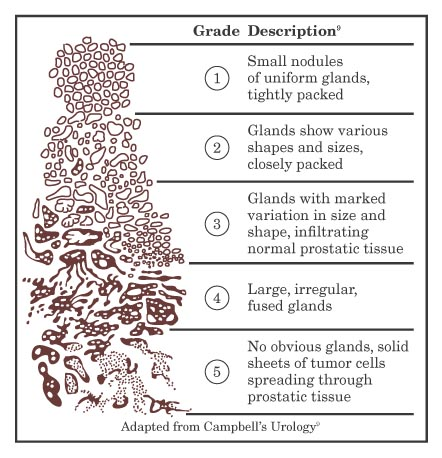 Grade Description⁹
1
Small nodules
of uniform glands,
tightly packed
2
Glands show various
shapes and sizes,
closely packed
3
Glands with marked
variation in size and
shape, infiltrating
normal prostatic tissue
4
Large, irregular,
fused glands
5
No obvious glands, solid
sheets of tumor cells
spreading through
prostatic tissue
Adapted from Campbell's Urology⁹